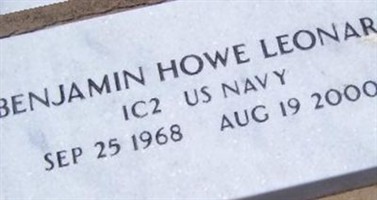 BENJAMIN HOWE LEONAR
IC2 US NAVY
SEP 25 1968 AUG 19 2000